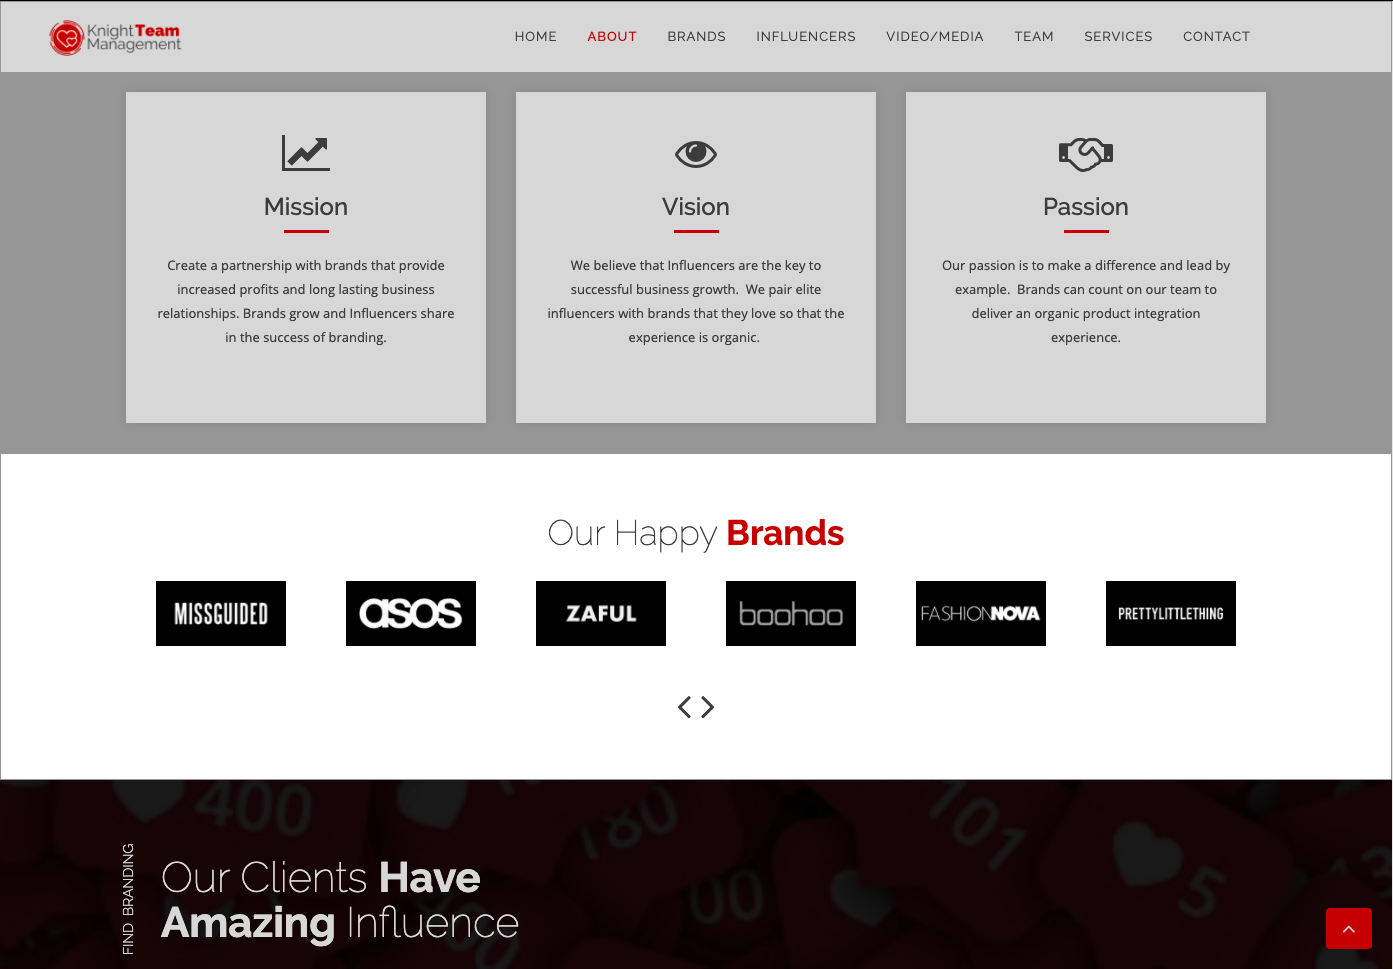 KnightTeam
Management
HOME ABOUT BRANDS INFLUENCERS VIDEO/MEDIA TEAM SERVICES CONTACT
Mission
Create a partnership with brands that provide
increased profits and long lasting business
relationships. Brands grow and Influencers share
in the success of branding.
Vision
We believe that Influencers are the key to
successful business growth.  We pair elite
influencers with brands that they love so that the
experience is organic.
Passion
Our passion is to make a difference and lead by
example.  Brands can count on our team to
deliver an organic product integration
experience.
Our Happy Brands
MISSGUIDED
asos
ZAFUL
boohoo
FASHIONNOVA
PRETTYLITTLETHING
400
180
101
5
00
FIND BRANDING
Our Clients Have
Amazing Influence